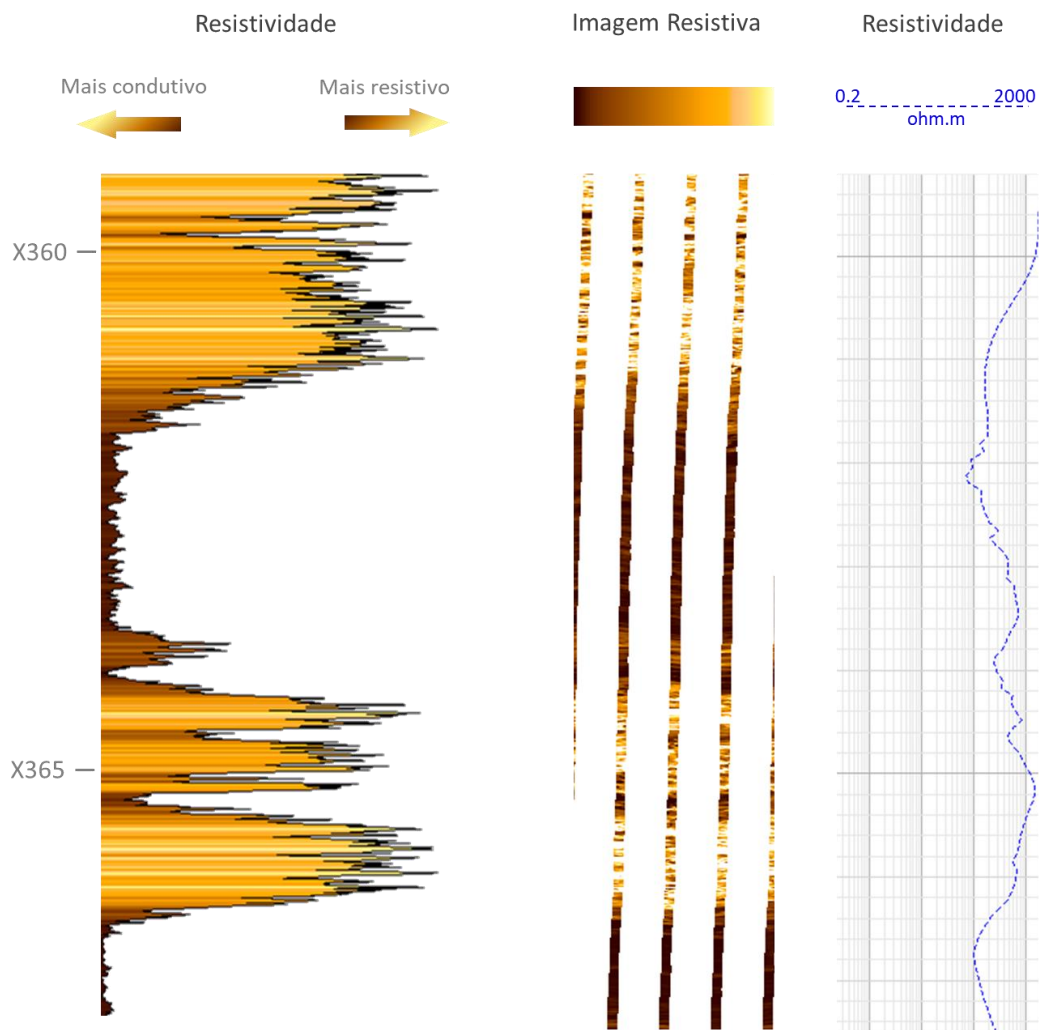 Resistividade
Imagem Resistiva
Resistividade
Mais condutivo
Mais resistivo
0.2
2000
ohm.m
X360
X365